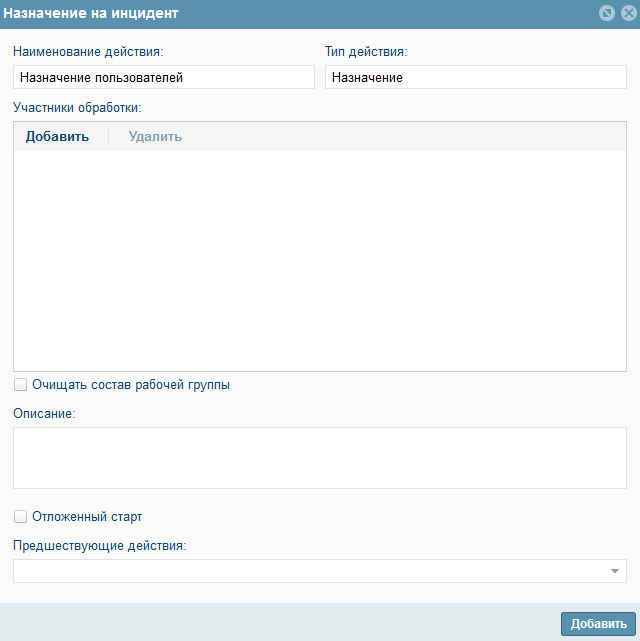 Назначение на инцидент
Наименование действия: Тип действия:
Назначение пользователей Назначение
Участники обработки:
Добавить Удалить
Очищать состав рабочей группы
Описание:
Отложенный старт
Предшествующие действия:
Добавить